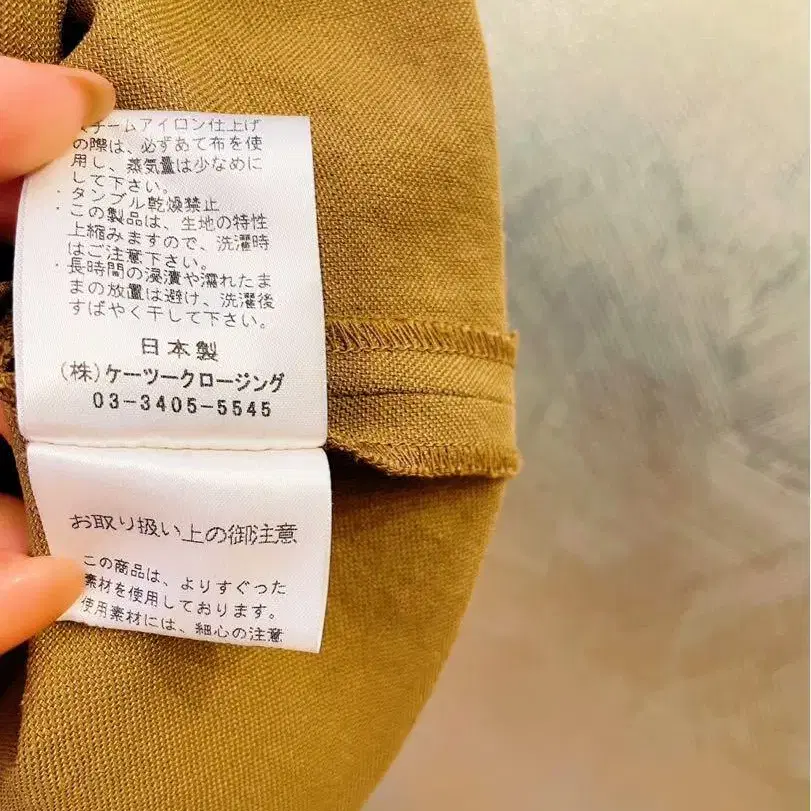 スチームアイロン仕上げ
の際は、必ずあて布を使
用し、蒸気量は少なめに
して下さい。
・タンブル乾燥禁止
・この製品は、生地の特性
上縮みますので、洗濯時
はご注意下さい。
・長時間の浸漬や濡れたま
まの放置は避け、洗濯後
すばやく干して下さい。
日本製
(株)ケーツークロージング
03-3405-5545
お取り扱い上の御注意
この商品は、よりすぐった
素材を使用しております。
使用素材には、細心の注意